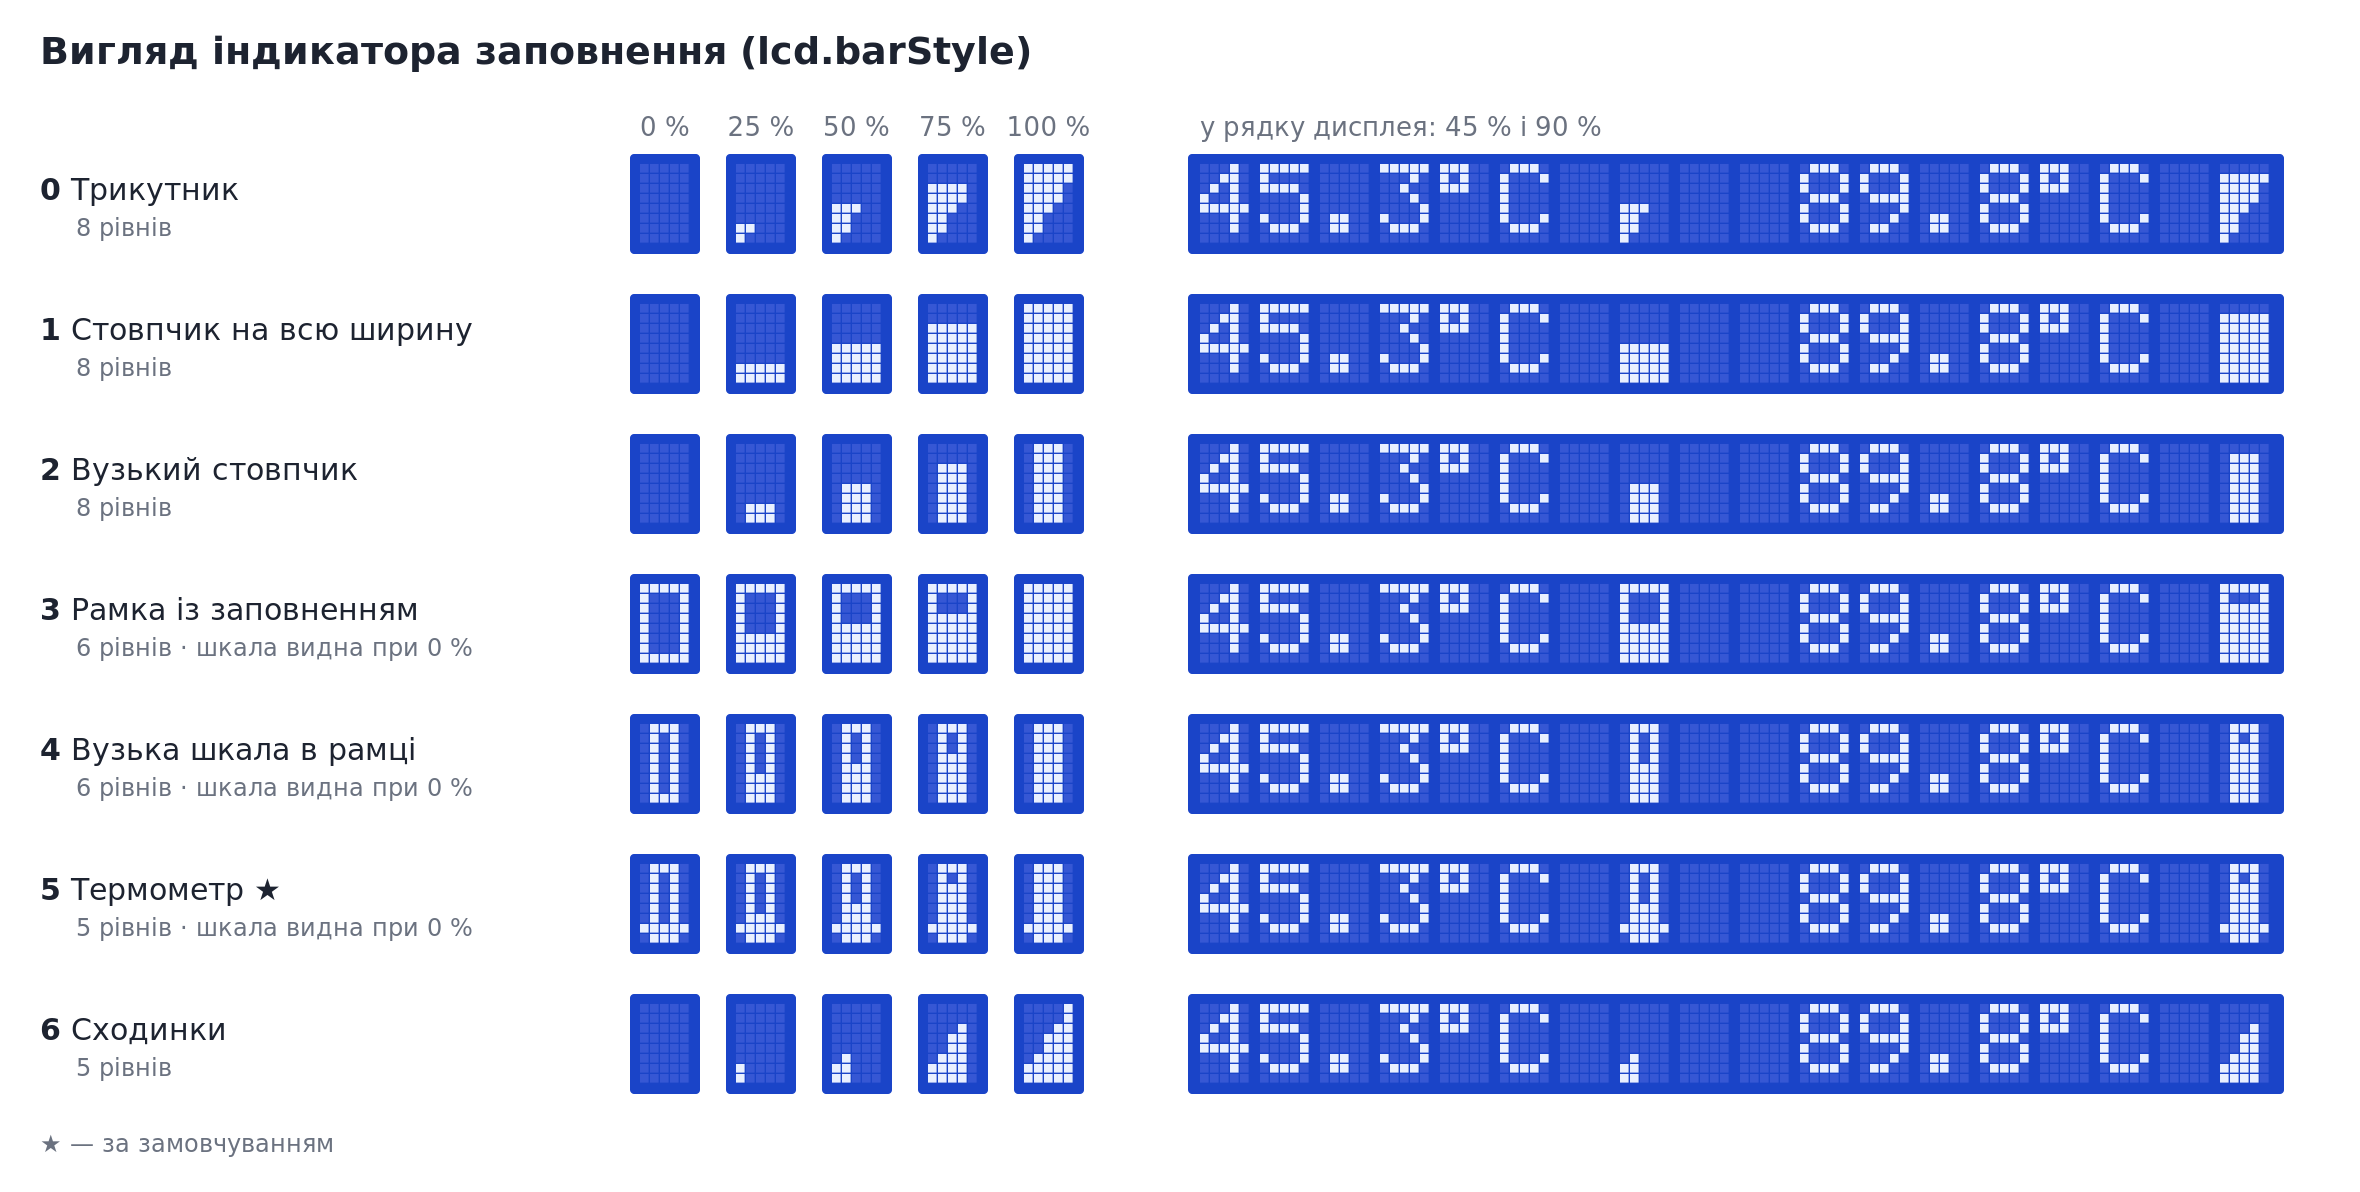 Вигляд індикатора заповнення (lcd.barStyle)
0 % 25 % 50 % 75 % 100 % у рядку дисплея: 45 % і 90 %
0 Трикутник 45.3°C 89.8°C
8 рівнів
1 Стовпчик на всю ширину 45.3°C 89.8°C
8 рівнів
2 Вузький стовпчик 45.3°C 89.8°C
8 рівнів
3 Рамка із заповненням 45.3°C 89.8°C
6 рівнів · шкала видна при 0 %
4 Вузька шкала в рамці 45.3°C 89.8°C
6 рівнів · шкала видна при 0 %
5 Термометр ★ 45.3°C 89.8°C
5 рівнів · шкала видна при 0 %
6 Сходинки 45.3°C 89.8°C
5 рівнів
★ — за замовчуванням